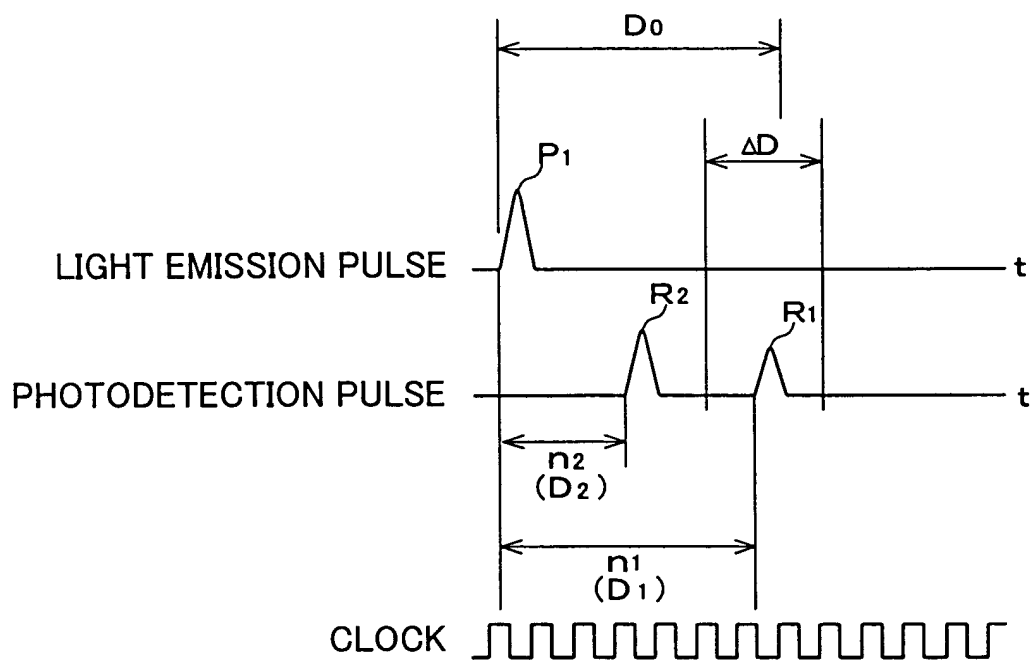 D0
ΔD
P1
LIGHT EMISSION PULSE
t
R2
R1
PHOTODETECTION PULSE
t
n2
(D2)
n1
(D1)
CLOCK